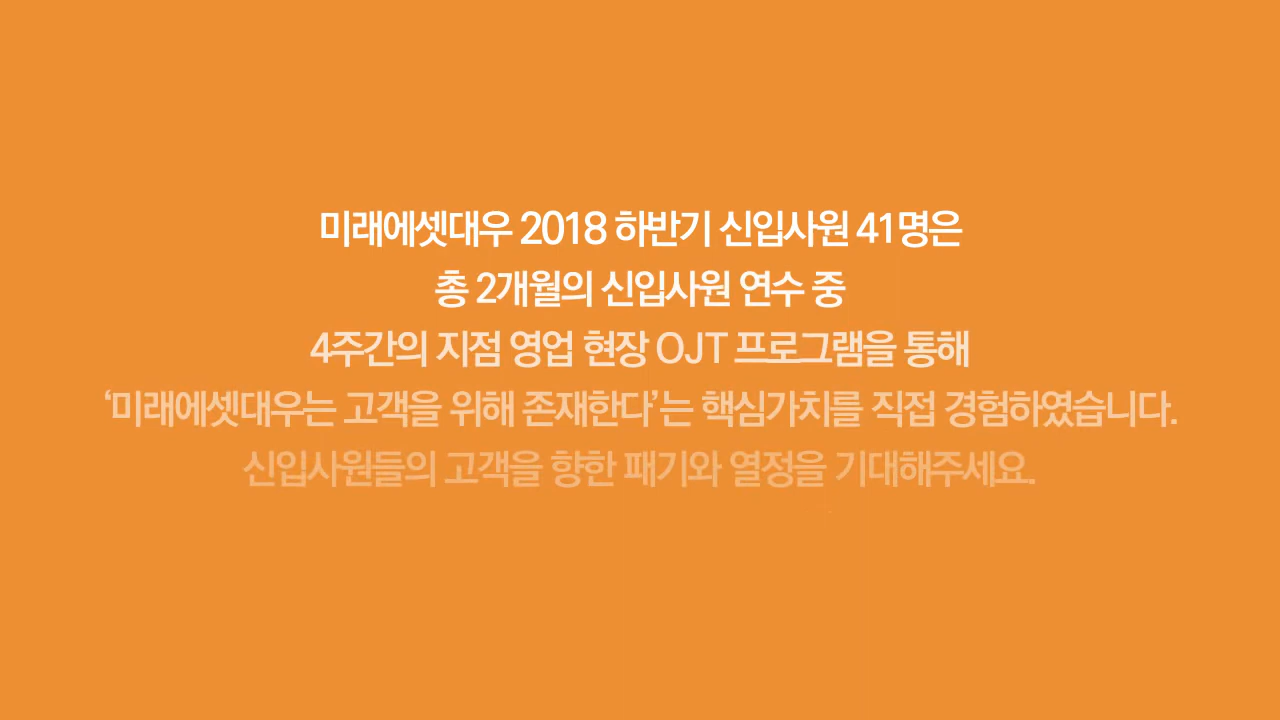 미래에셋대우 2018 하반기 신입사원 41명은
총 2개월의 신입사원 연수 중
4주간의 지점 영업 현장 OJT 프로그램을 통해
‘미래에셋대우는 고객을 위해 존재한다’는 핵심가치를 직접 경험하였습니다.
신입사원들의 고객을 향한 패기와 열정을 기대해주세요.